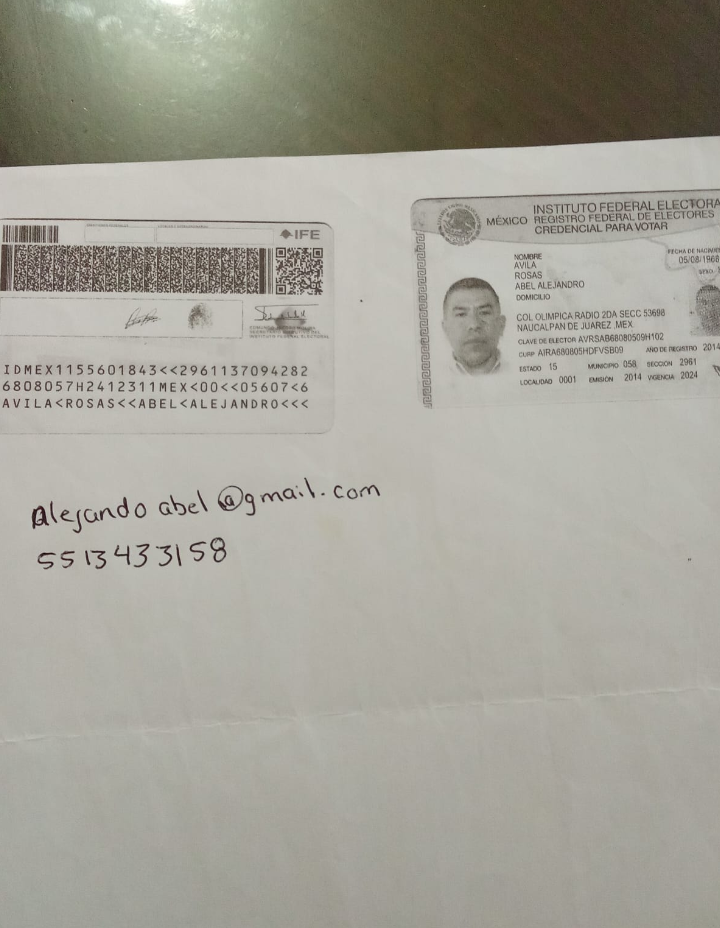 IFE
IDMEX1155601843<<2961137094282
6808057H2412311MEX<00<<05607<6
AVILA<ROSAS<<ABEL<ALEJANDRO<<<
INSTITUTO FEDERAL ELECTORA
MÉXICO REGISTRO FEDERAL DE ELECTORES
CREDENCIAL PARA VOTAR
NOMBRE
AVILA
ROSAS
ABEL ALEJANDRO
DOMICILIO
COL OLIMPICA RADIO 2DA SECC 53698
NAUCALPAN DE JUAREZ ,MEX.
CLAVE DE ELECTOR AVRSAB68080509H102
CURP AIRA680805HDFVSB09 AÑO DE REGISTRO 2014
ESTADO 15 MUNICIPIO 058 SECCIÓN 2961
LOCALIDAD 0001 EMISIÓN 2014 VIGENCIA 2024
FECHA DE NACIMIE
05/08/1968
SEXO
Alejando abel @gmail.com
5513433158